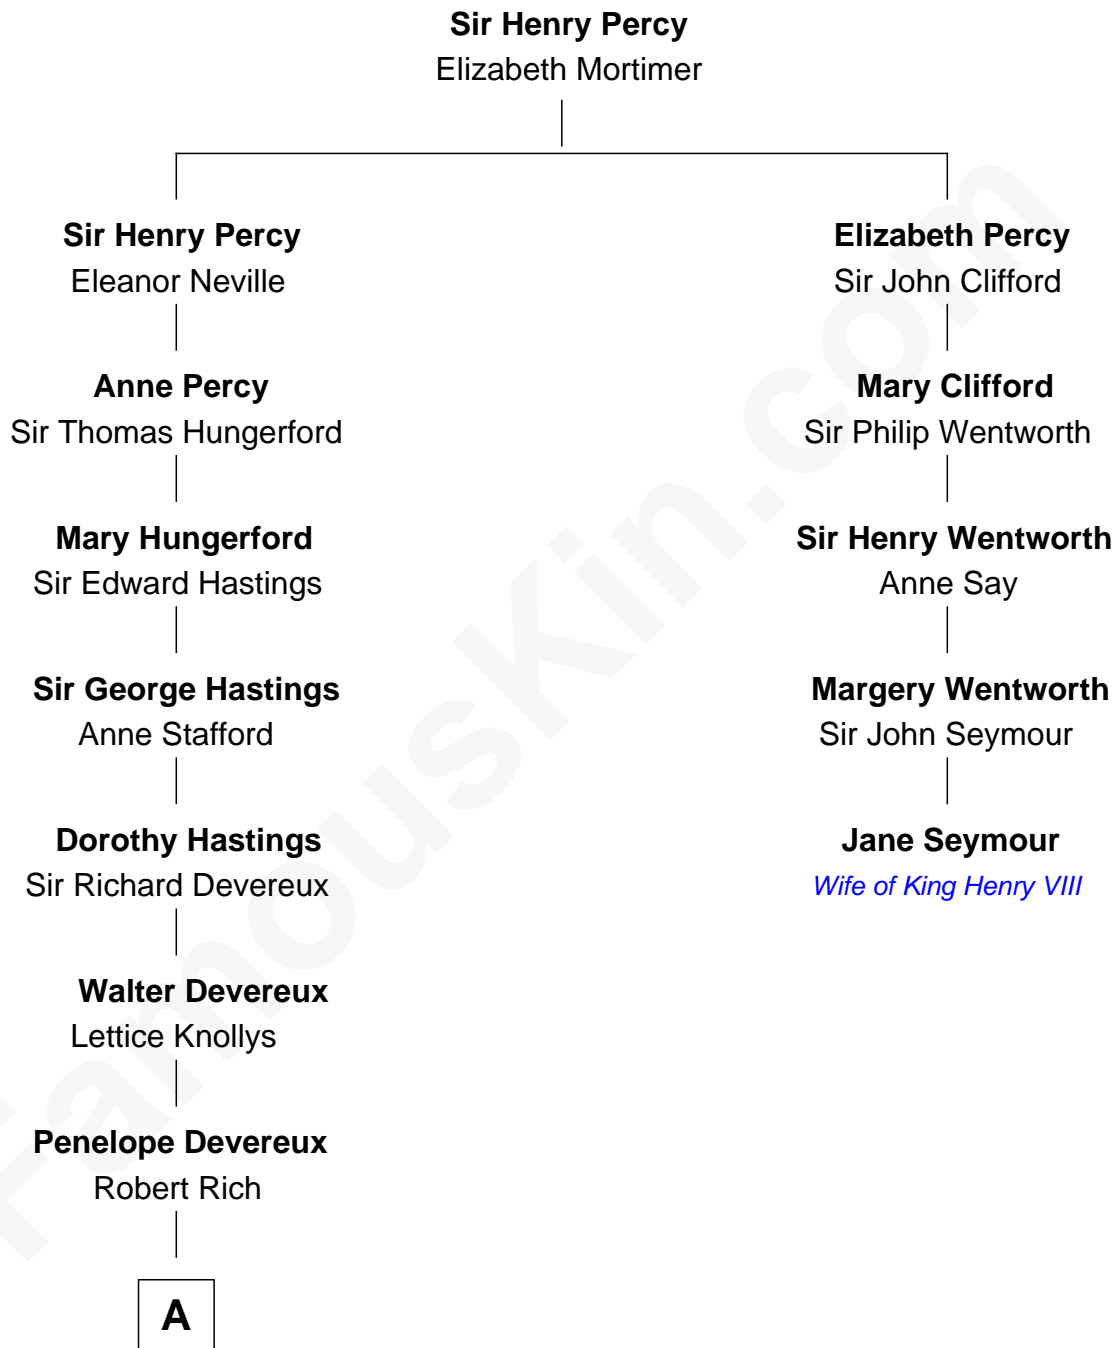 Sir Henry Percy
Elizabeth Mortimer
Sir Henry Percy
Eleanor Neville
Elizabeth Percy
Sir John Clifford
Anne Percy
Sir Thomas Hungerford
Mary Clifford
Sir Philip Wentworth
Mary Hungerford
Sir Edward Hastings
Sir Henry Wentworth
Anne Say
Sir George Hastings
Anne Stafford
Margery Wentworth
Sir John Seymour
Dorothy Hastings
Sir Richard Devereux
Jane Seymour
Wife of King Henry VIII
Walter Devereux
Lettice Knollys
Penelope Devereux
Robert Rich
A
FamousKin.com